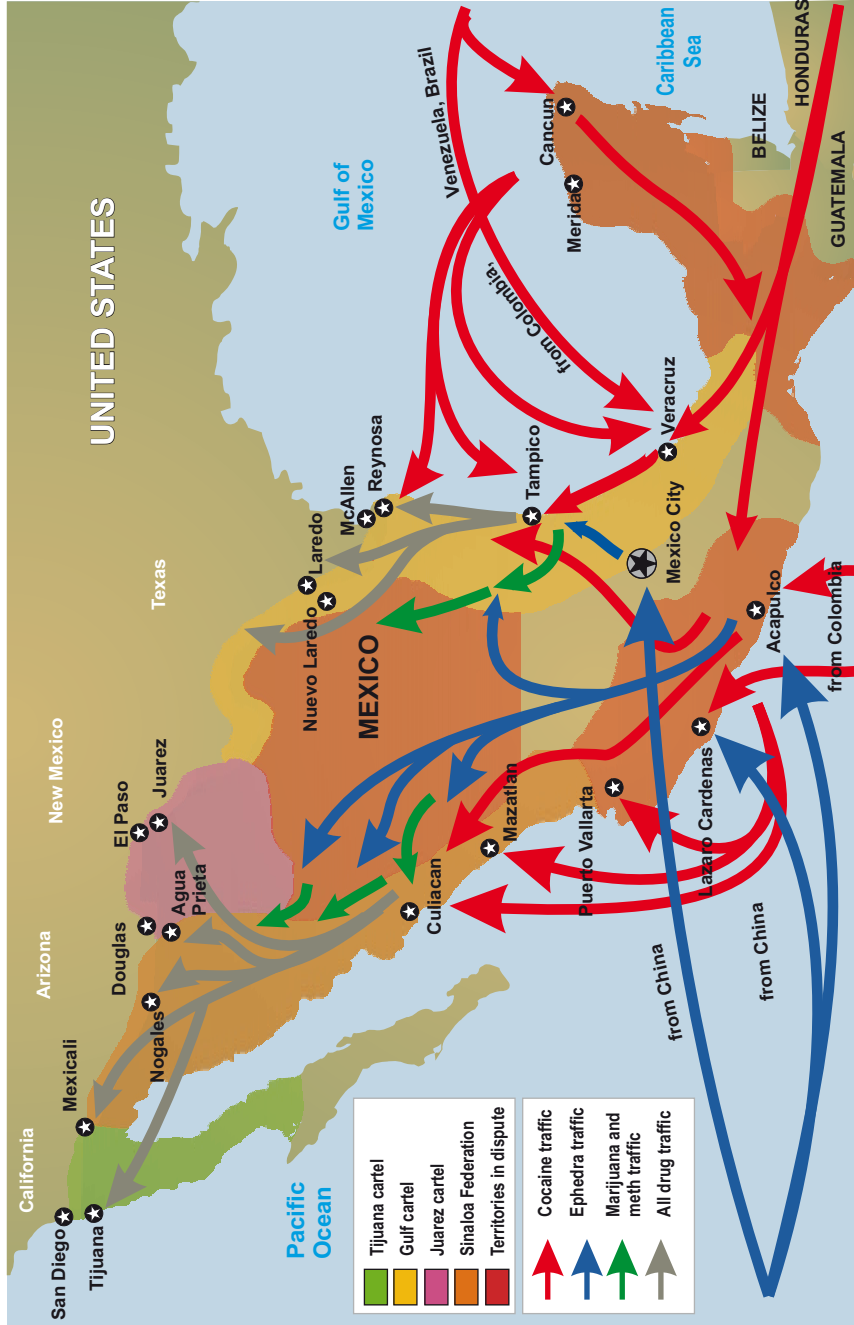 UNITED STATES
California
Arizona
New Mexico
Texas
San Diego
Tijuana
Mexicali
Nogales
Douglas
Agua
Prieta
El Paso
Juarez
Nuevo Laredo
Laredo
McAllen
Reynosa
MEXICO
Gulf of
Mexico
Culiacan
Mazatlan
Tampico
Puerto Vallarta
Mexico City
Veracruz
Lazaro Cardenas
Acapulco
Merida
Cancun
Caribbean
Sea
BELIZE
HONDURAS
GUATEMALA
from Colombia,
Venezuela, Brazil
from Colombia
from China
from China
Pacific
Ocean
Tijuana cartel
Gulf cartel
Juarez cartel
Sinaloa Federation
Territories in dispute
Cocaine traffic
Ephedra traffic
Marijuana and
meth traffic
All drug traffic